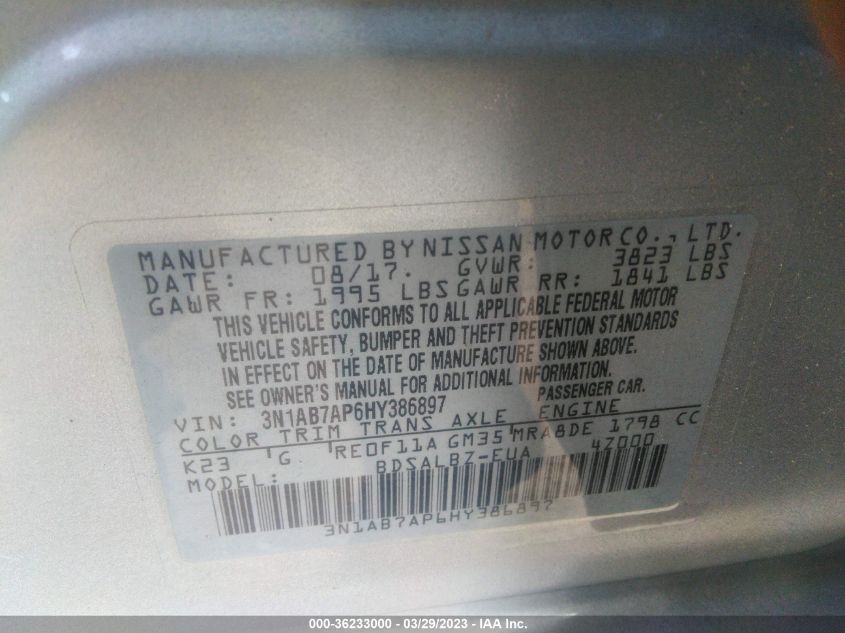 MANUFACTURED BY NISSAN MOTOR CO., LTD.
DATE: 08/17. GVWR: 3823 LBS
GAWR FR: 1995 LBS GAWR RR: 1841 LBS
THIS VEHICLE CONFORMS TO ALL APPLICABLE FEDERAL MOTOR
VEHICLE SAFETY, BUMPER AND THEFT PREVENTION STANDARDS
IN EFFECT ON THE DATE OF MANUFACTURE SHOWN ABOVE.
SEE OWNER'S MANUAL FOR ADDITIONAL INFORMATION.
VIN: 3N1AB7AP6HY386897 PASSENGER CAR.
COLOR TRIM TRANS AXLE ENGINE
K23 G RE0F11A GM35 MRA8DE 1798 CC
MODEL: BDSALBZ-EUA 4Z000
3N1AB7AP6HY386897
000-36233000 - 03/29/2023 - IAA Inc.